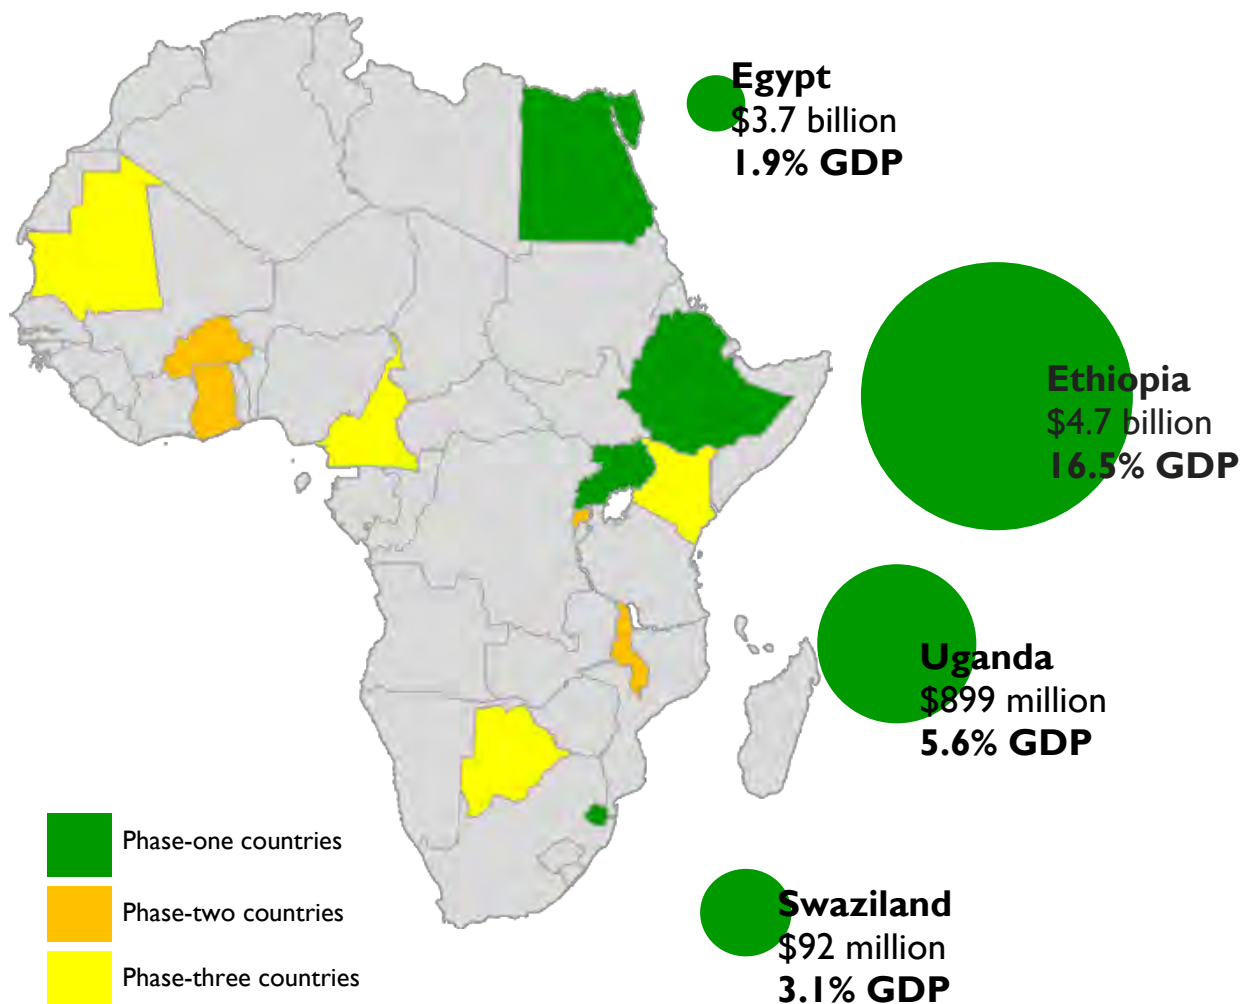 Egypt
$3.7 billion
1.9% GDP
Ethiopia
$4.7 billion
16.5% GDP
Uganda
$899 million
5.6% GDP
Swaziland
$92 million
3.1% GDP
Phase-one countries
Phase-two countries
Phase-three countries